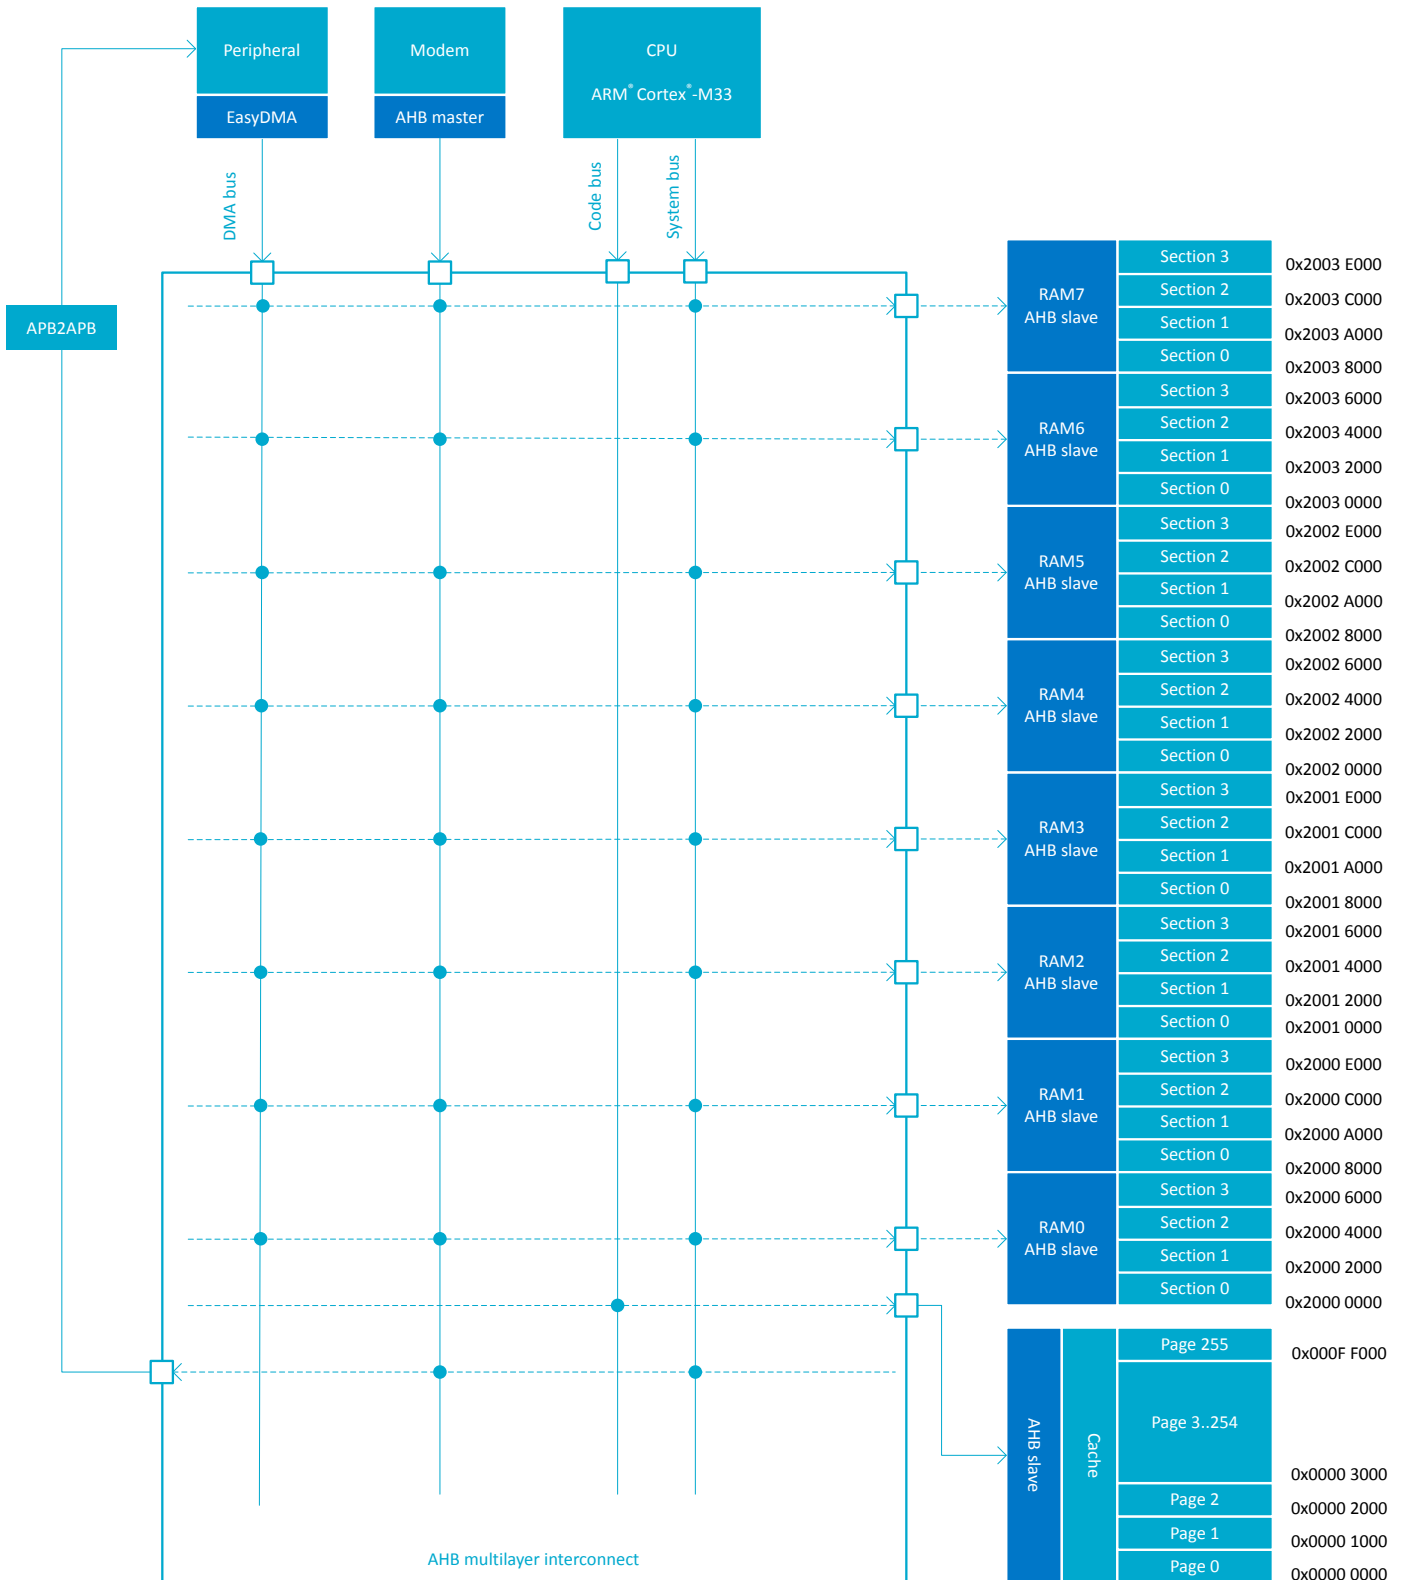 Peripheral
EasyDMA
Modem
AHB master
CPU
ARM® Cortex®-M33
DMA bus
Code bus
System bus
APB2APB
RAM7
AHB slave
Section 3
0x2003 E000
Section 2
0x2003 C000
Section 1
0x2003 A000
Section 0
0x2003 8000
RAM6
AHB slave
Section 3
0x2003 6000
Section 2
0x2003 4000
Section 1
0x2003 2000
Section 0
0x2003 0000
RAM5
AHB slave
Section 3
0x2002 E000
Section 2
0x2002 C000
Section 1
0x2002 A000
Section 0
0x2002 8000
RAM4
AHB slave
Section 3
0x2002 6000
Section 2
0x2002 4000
Section 1
0x2002 2000
Section 0
0x2002 0000
RAM3
AHB slave
Section 3
0x2001 E000
Section 2
0x2001 C000
Section 1
0x2001 A000
Section 0
0x2001 8000
RAM2
AHB slave
Section 3
0x2001 6000
Section 2
0x2001 4000
Section 1
0x2001 2000
Section 0
0x2001 0000
RAM1
AHB slave
Section 3
0x2000 E000
Section 2
0x2000 C000
Section 1
0x2000 A000
Section 0
0x2000 8000
RAM0
AHB slave
Section 3
0x2000 6000
Section 2
0x2000 4000
Section 1
0x2000 2000
Section 0
0x2000 0000
AHB slave
Cache
Page 255
0x000F F000
Page 3..254
0x0000 3000
Page 2
0x0000 2000
Page 1
0x0000 1000
Page 0
0x0000 0000
AHB multilayer interconnect